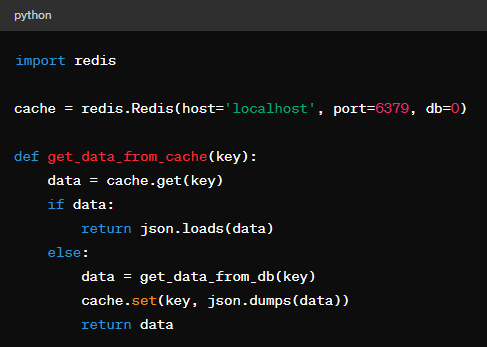 python
import redis
cache = redis.Redis(host='localhost', port=6379, db=0)
def get_data_from_cache(key):
    data = cache.get(key)
    if data:
        return json.loads(data)
    else:
        data = get_data_from_db(key)
        cache.set(key, json.dumps(data))
        return data